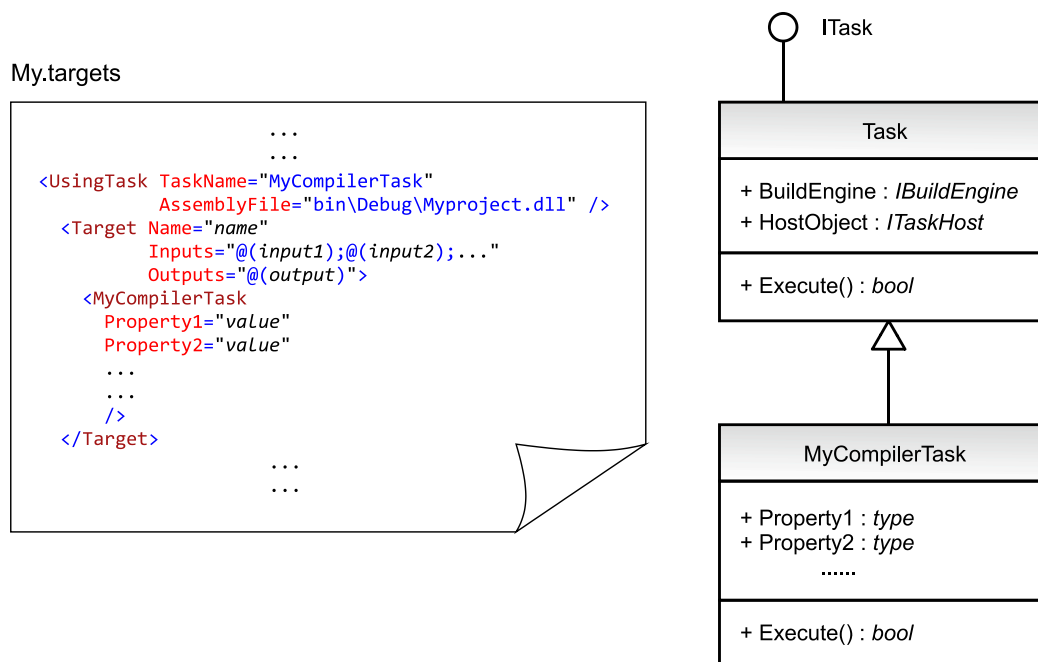 My.targets
...
...
<UsingTask TaskName="MyCompilerTask"
AssemblyFile="bin\Debug\Myproject.dll" />
<Target Name="name"
Inputs="@(input1);@(input2);..."
Outputs="@(output)">
<MyCompilerTask
Property1="value"
Property2="value"
...
...
/>
</Target>
...
...
ITask
Task
+ BuildEngine : IBuildEngine
+ HostObject : ITaskHost
+ Execute() : bool
MyCompilerTask
+ Property1 : type
+ Property2 : type
......
+ Execute() : bool